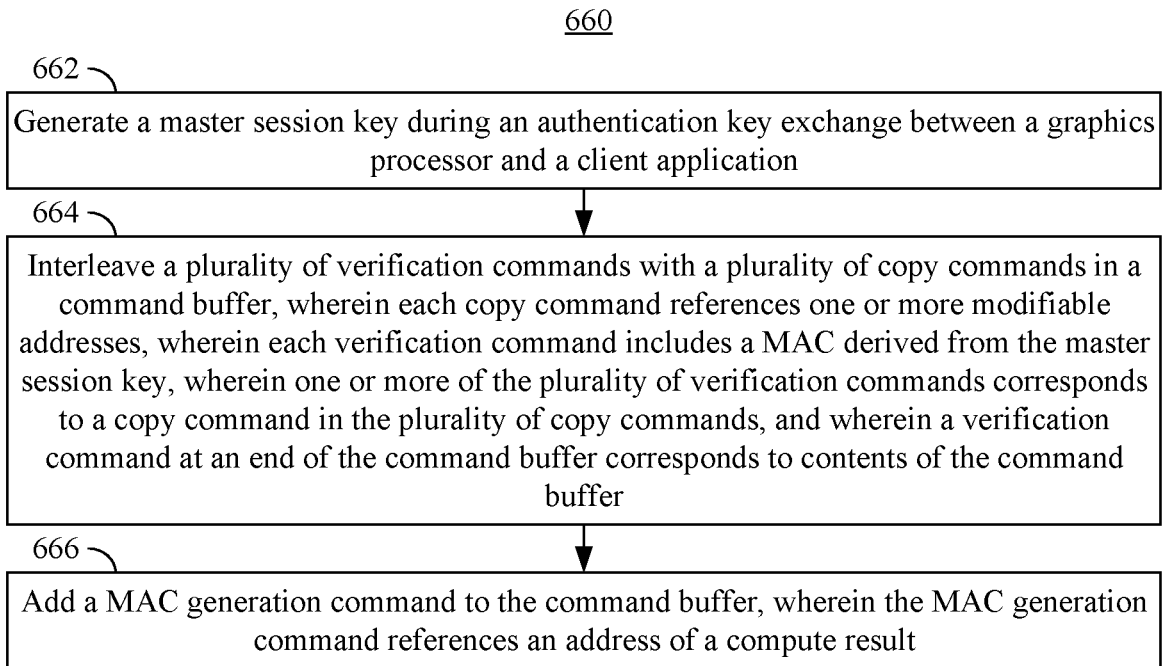 660
662
Generate a master session key during an authentication key exchange between a graphics
processor and a client application
664
Interleave a plurality of verification commands with a plurality of copy commands in a
command buffer, wherein each copy command references one or more modifiable
addresses, wherein each verification command includes a MAC derived from the master
session key, wherein one or more of the plurality of verification commands corresponds
to a copy command in the plurality of copy commands, and wherein a verification
command at an end of the command buffer corresponds to contents of the command
buffer
666
Add a MAC generation command to the command buffer, wherein the MAC generation
command references an address of a compute result